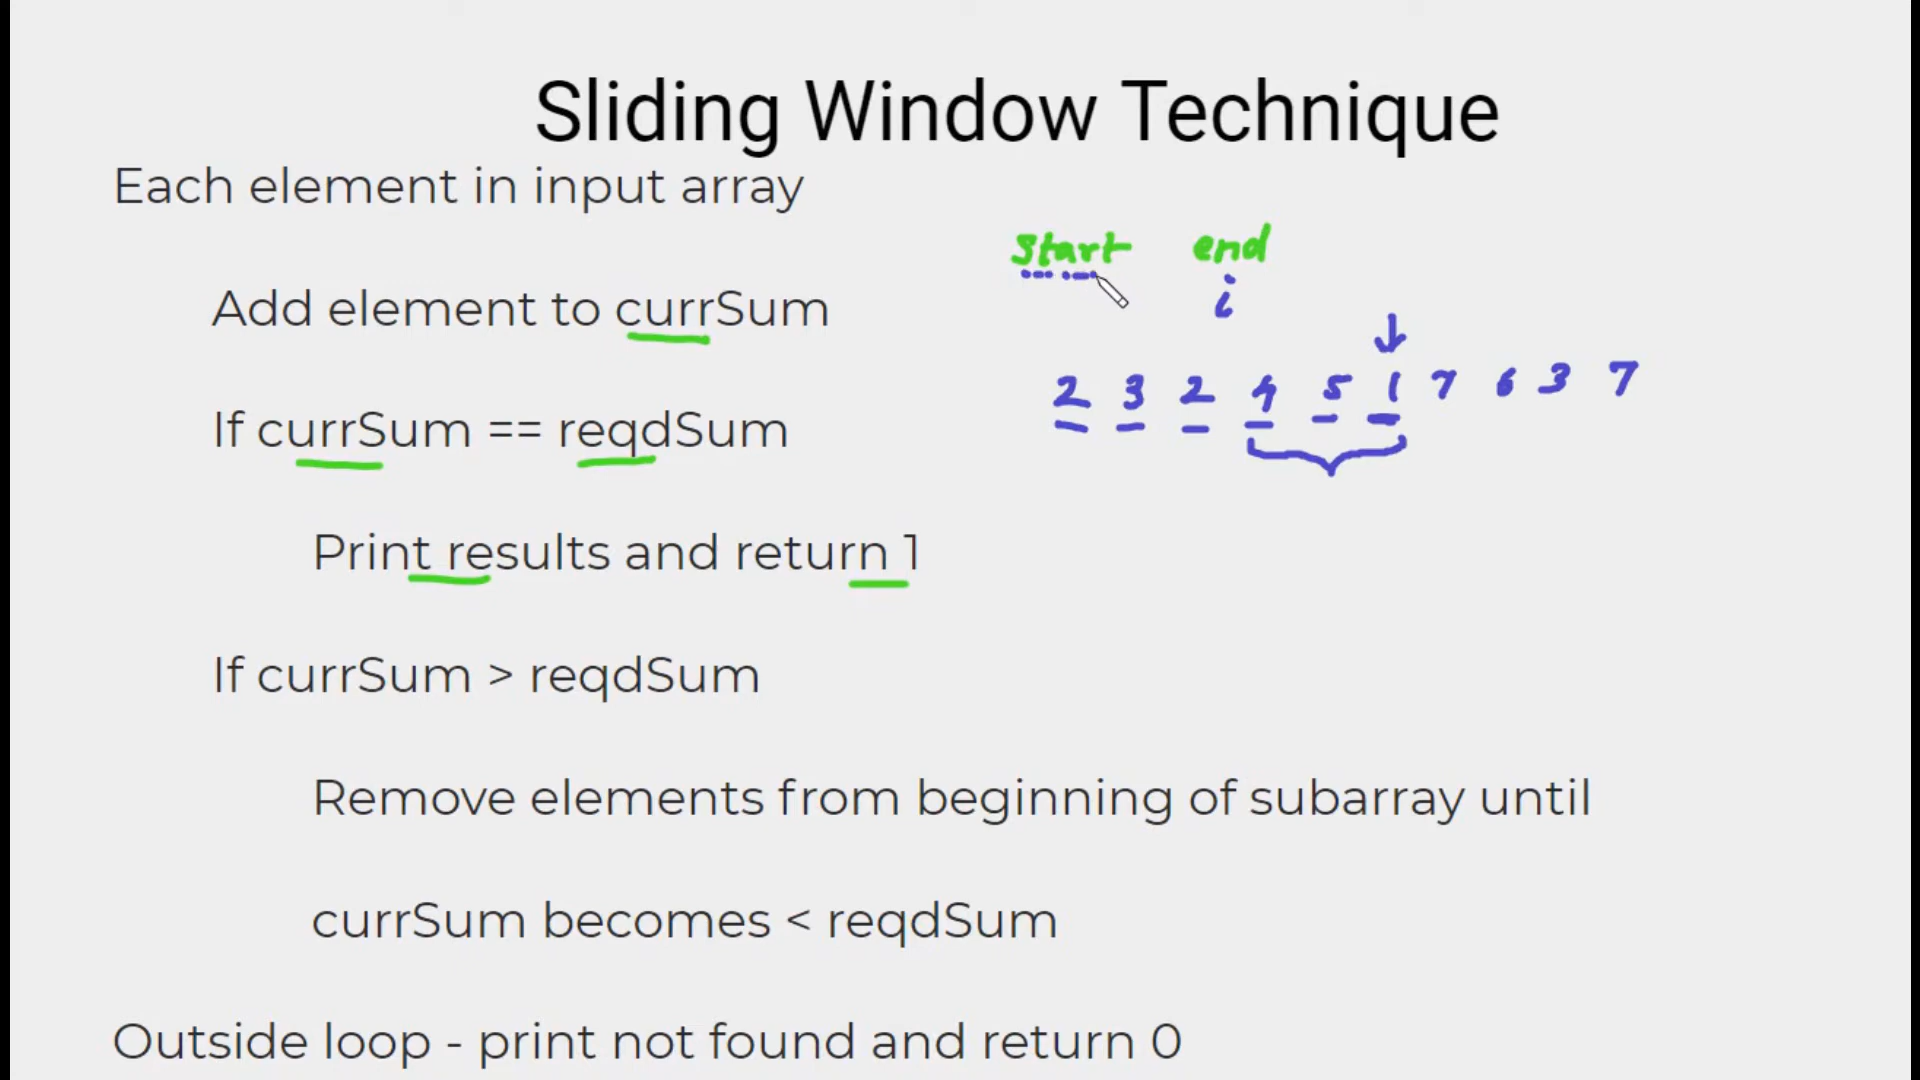 Sliding Window Technique
Each element in input array
start end
i
Add element to currSum
2 3 2 4 5 1 7 6 3 7
If currSum == reqdSum
Print results and return 1
If currSum > reqdSum
Remove elements from beginning of subarray until
currSum becomes < reqdSum
Outside loop - print not found and return 0